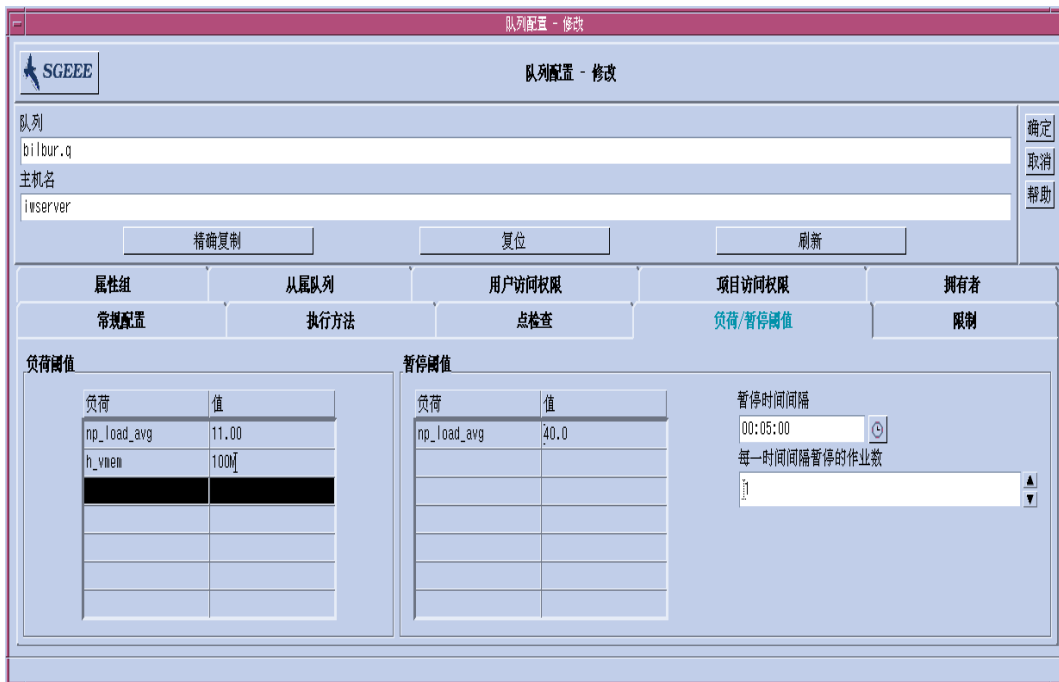 队列配置 - 修改
SGEEE
队列配置 - 修改
队列
bilbur.q
主机名
iwserver
确定
取消
帮助
精确复制 复位 刷新
属性组 从属队列 用户访问权限 项目访问权限 拥有者
常规配置 执行方法 点检查 负荷/暂停阈值 限制
负荷阈值
负荷 值
np_load_avg 11.00
h_vmem 100M
暂停阈值
负荷 值
np_load_avg 40.0
暂停时间间隔
00:05:00
每一时间间隔暂停的作业数
1